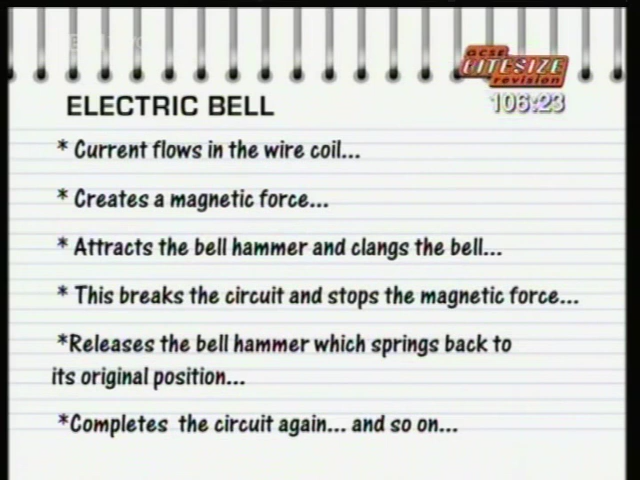 GCSE
BITESIZE
revision
106:23
ELECTRIC BELL
* Current flows in the wire coil...
* Creates a magnetic force...
* Attracts the bell hammer and clangs the bell...
* This breaks the circuit and stops the magnetic force...
*Releases the bell hammer which springs back to
its original position...
*Completes the circuit again... and so on...